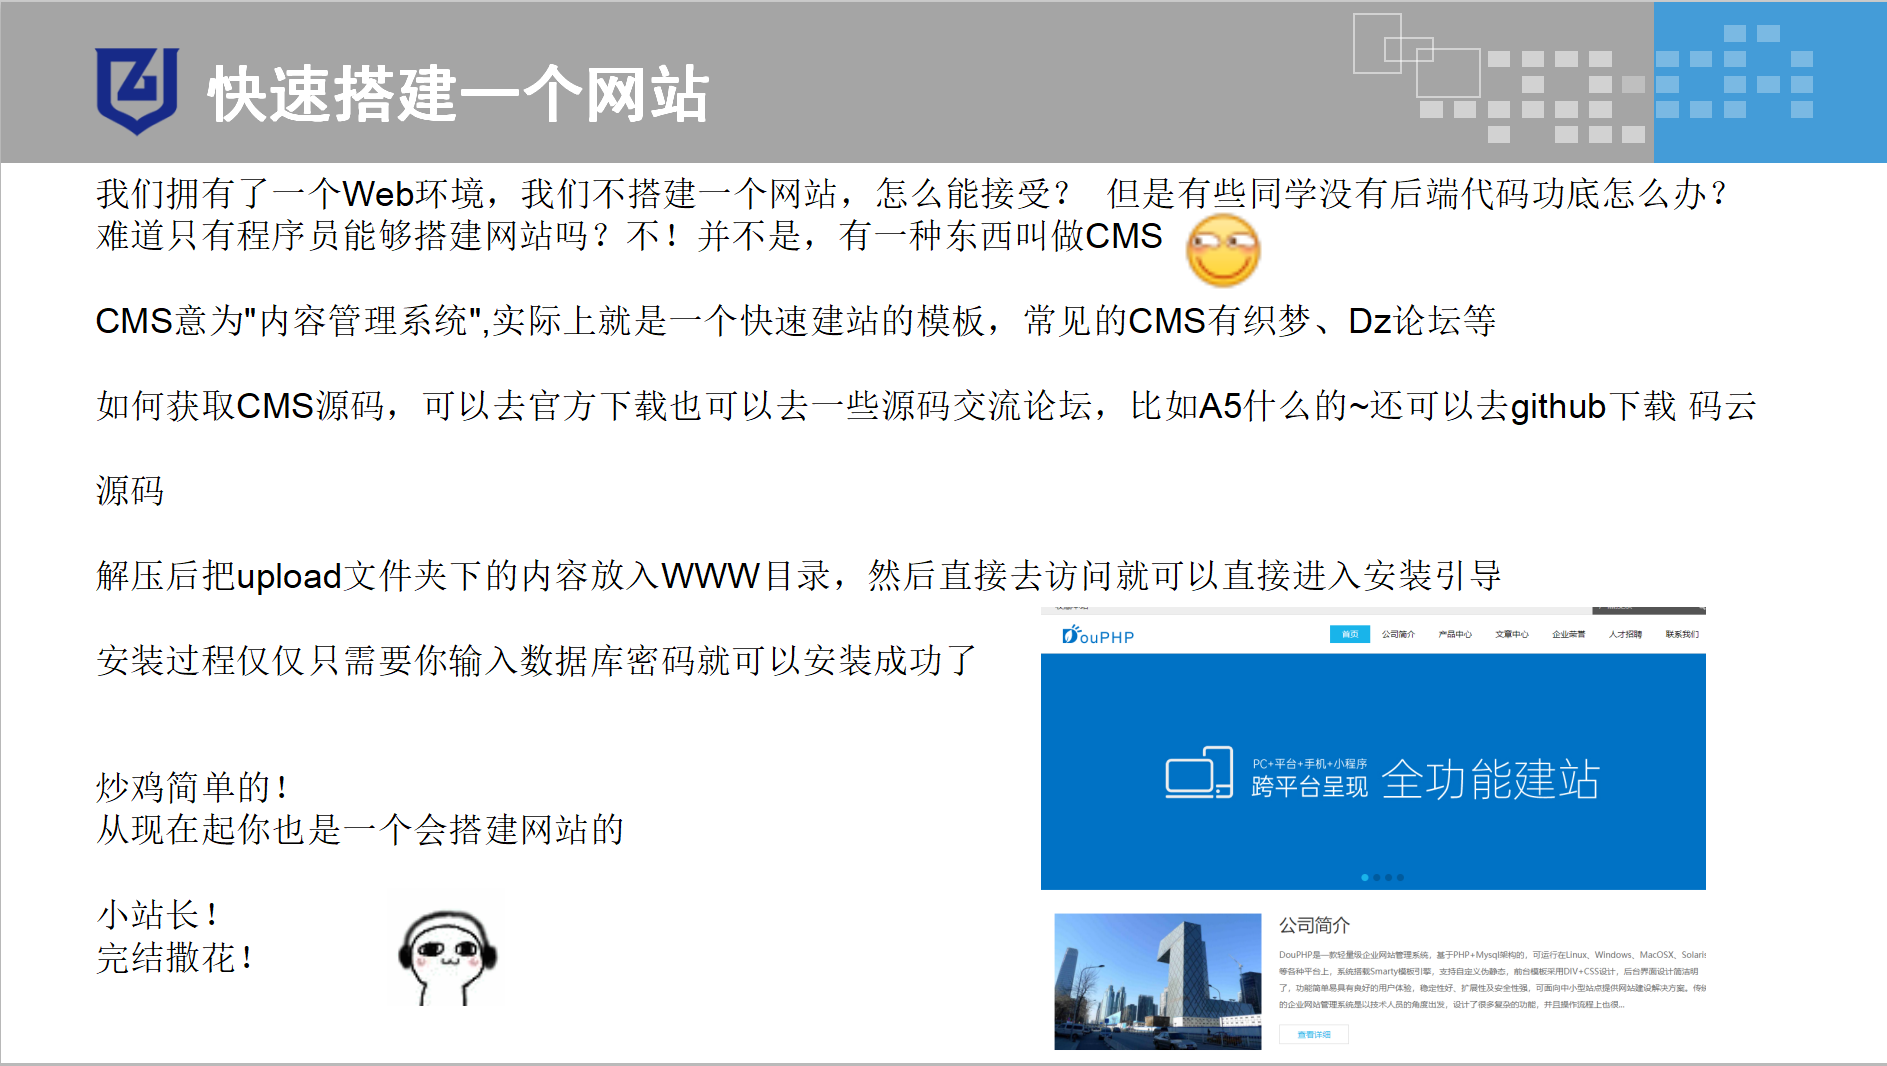 快速搭建一个网站
我们拥有了一个Web环境，我们不搭建一个网站，怎么能接受？ 但是有些同学没有后端代码功底怎么办？
难道只有程序员能够搭建网站吗？不！并不是，有一种东西叫做CMS
CMS意为"内容管理系统",实际上就是一个快速建站的模板，常见的CMS有织梦、Dz论坛等
如何获取CMS源码，可以去官方下载也可以去一些源码交流论坛，比如A5什么的~还可以去github下载 码云
源码
解压后把upload文件夹下的内容放入WWW目录，然后直接去访问就可以直接进入安装引导
安装过程仅仅只需要你输入数据库密码就可以安装成功了
炒鸡简单的！
从现在起你也是一个会搭建网站的
小站长！
完结撒花！
DouPHP
首页 公司简介 产品中心 文章中心 企业荣誉 人才招聘 联系我们
PC+平台+手机+小程序
跨平台呈现 全功能建站
公司简介
DouPHP是一款轻量级企业网站管理系统，基于PHP+Mysql架构的，可运行在Linux、Windows、MacOSX、Solaris
等各种平台上，系统搭载Smarty模板引擎，支持自定义伪静态，前台模板采用DIV+CSS设计，后台界面设计简洁明
了，功能简单易具有良好的用户体验，稳定性好、扩展性及安全性强，可面向中小型站点提供网站建设解决方案。传统
的企业网站管理系统是以技术人员的角度出发，设计了很多复杂的功能，并且操作流程上也很...
查看详细